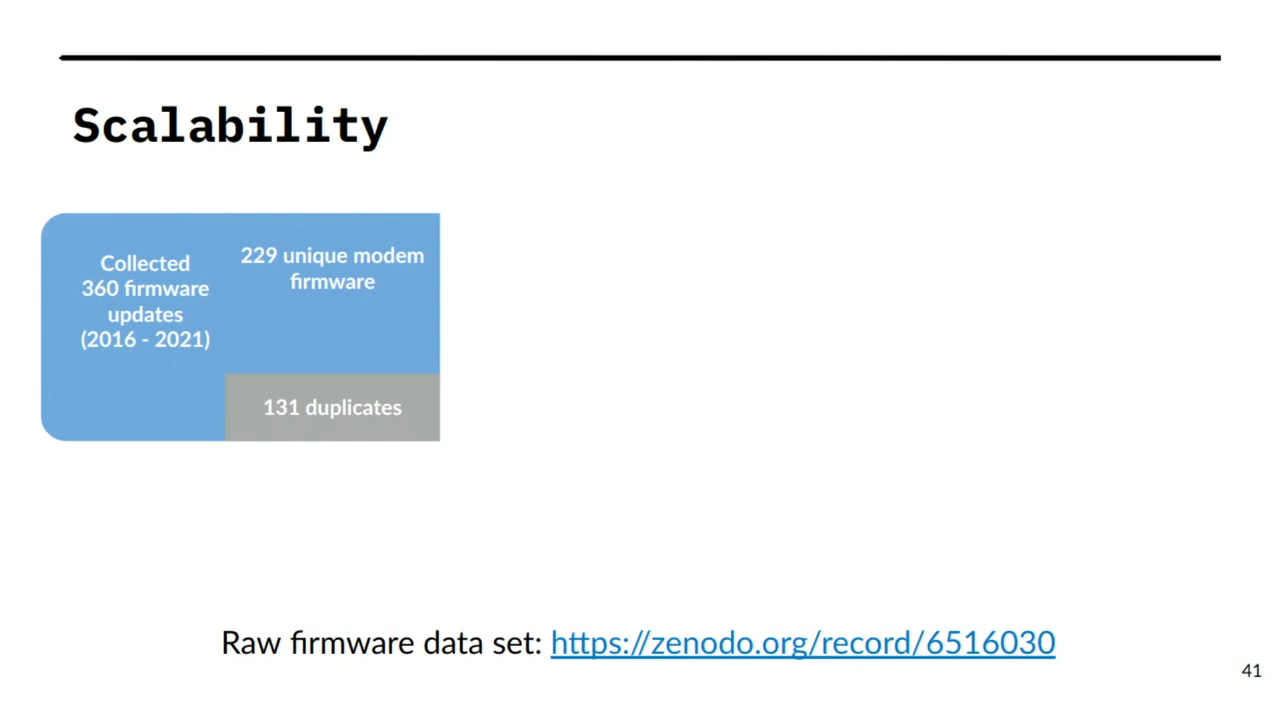 Scalability
Collected
360 firmware
updates
(2016 - 2021)
229 unique modem
firmware
131 duplicates
Raw firmware data set: https://zenodo.org/record/6516030
41